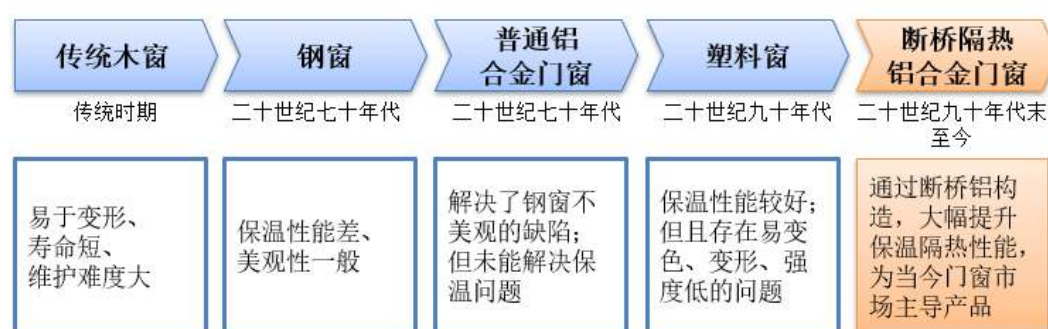 传统木窗
钢窗
普通铝
合金门窗
塑料窗
断桥隔热
铝合金门窗
传统时期
二十世纪七十年代
二十世纪七十年代
二十世纪九十年代
二十世纪九十年代末
至今
易于变形、
寿命短、
维护难度大
保温性能差、
美观性一般
解决了钢窗不
美观的缺陷；
但未能解决保
温问题
保温性能较好；
但且存在易变
色、变形、强
度低的问题
通过断桥铝构
造，大幅提升
保温隔热性能，
为当今门窗市
场主导产品